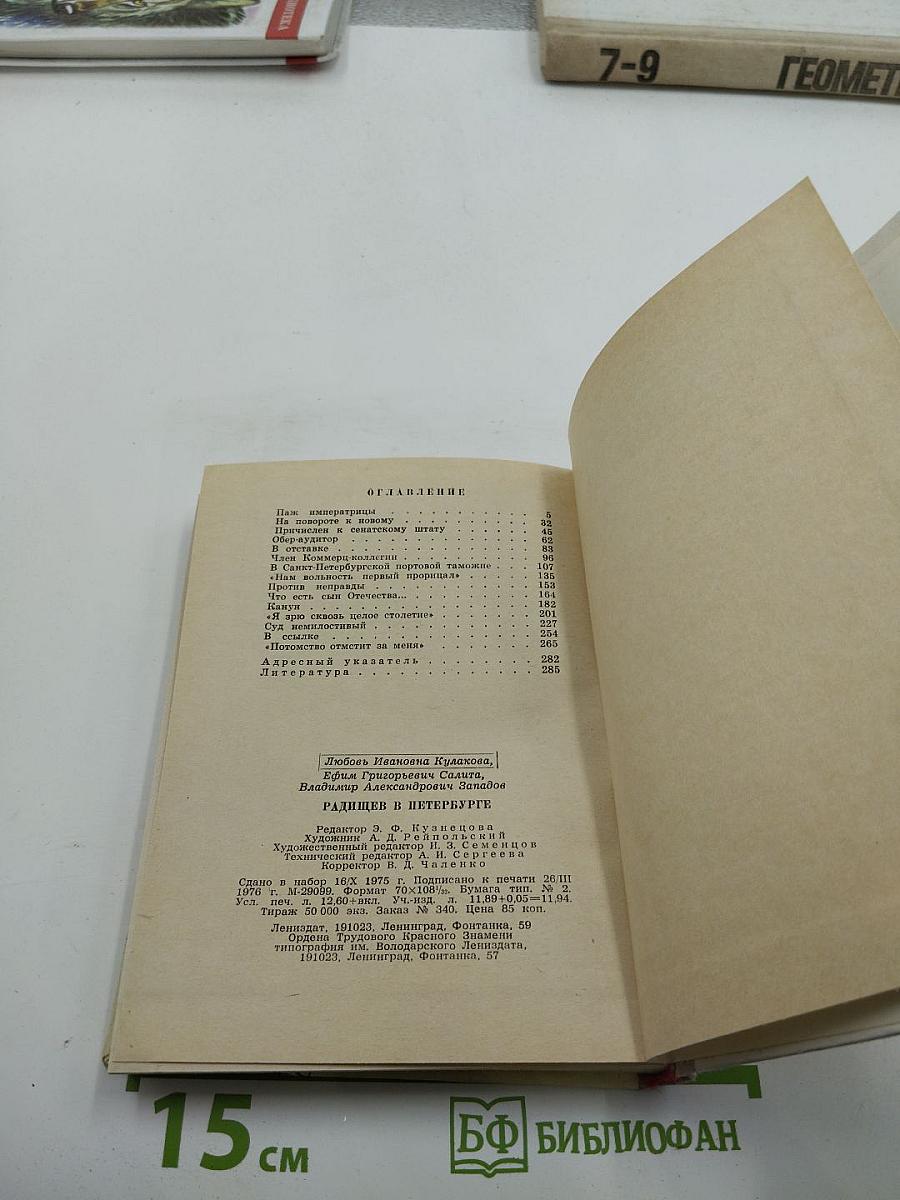 БЛИОТЕКА
7-9
ГЕОМЕТ
ОГЛАВЛЕНИЕ
Паж императрицы . . . . . . . . . . 5
На повороте к новому . . . . . . . . . 32
Причислен к сенатскому штату . . . . . 45
Обер-аудитор . . . . . . . . . . . . 62
В отставке . . . . . . . . . . . . . 83
Член Коммерц-коллегии . . . . . . . . 96
В Санкт-Петербургской портовой таможне . . . 107
«Нам вольность первый прорицал» . . . . . 135
Против неправды . . . . . . . . . . . 153
Что есть сын Отечества... . . . . . . . . 164
Канун . . . . . . . . . . . . . . . 182
«Я зрю сквозь целое столетие» . . . . . . . 201
Суд немилостивый . . . . . . . . . . . 227
В ссылке . . . . . . . . . . . . . . 254
«Потомство отмстит за меня» . . . . . . . 265
Адресный указатель . . . . . . . . 282
Литература . . . . . . . . . . . . . 285
Любовь Ивановна Кулакова,
Ефим Григорьевич Салита,
Владимир Александрович Западов
РАДИЩЕВ В ПЕТЕРБУРГЕ
Редактор Э. Ф. Кузнецова
Художник А. Д. Рейпольский
Художественный редактор И. З. Семенцов
Технический редактор А. И. Сергеева
Корректор В. Д. Чаленко
Сдано в набор 16/X 1975 г. Подписано к печати 26/III
1976 г. М-29099. Формат 70×108¹/₃₂. Бумага тип. № 2.
Усл. печ. л. 12,60+вкл. Уч.-изд. л. 11,89+0,05=11,94.
Тираж 50 000 экз. Заказ № 340. Цена 85 коп.
Лениздат, 191023, Ленинград, Фонтанка, 59
Ордена Трудового Красного Знамени
типография им. Володарского Лениздата,
191023, Ленинград, Фонтанка, 57
15 см
БФ БИБЛИОФАН